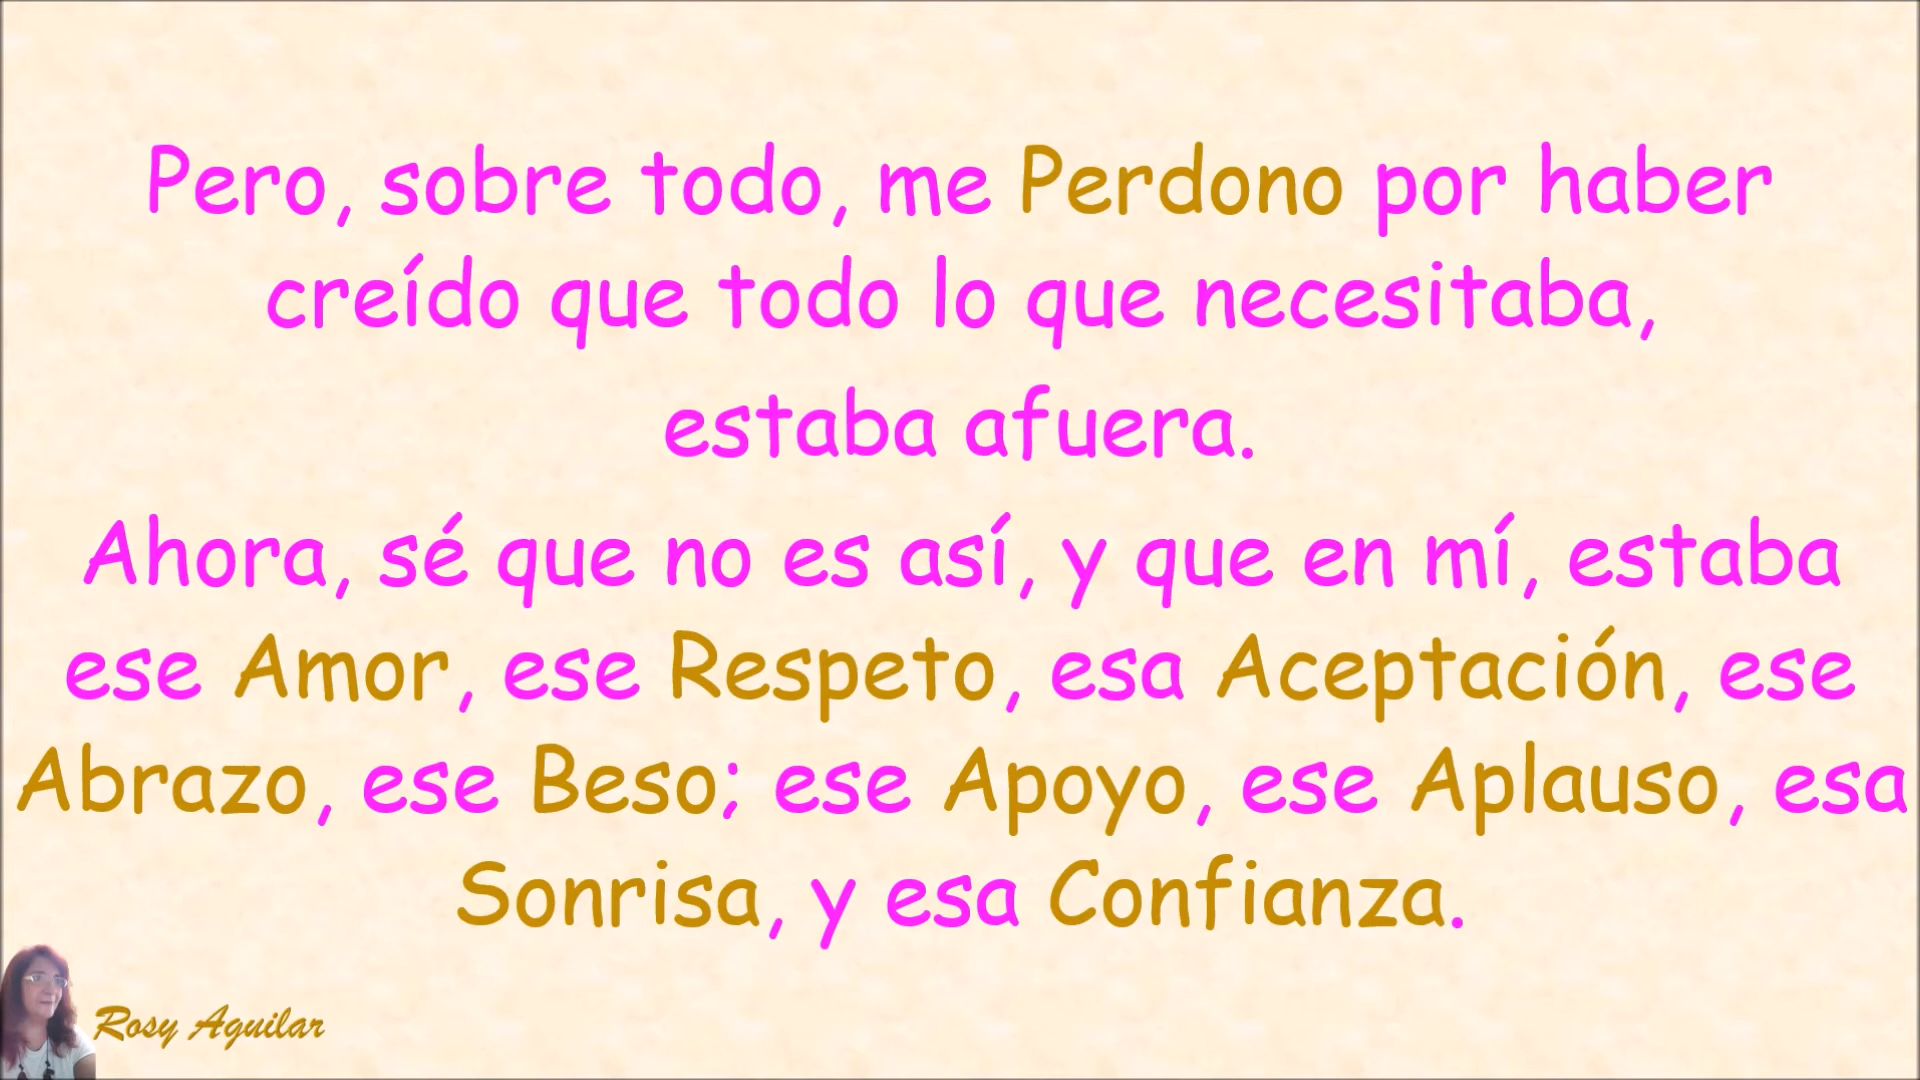 Pero, sobre todo, me Perdono por haber
creído que todo lo que necesitaba,
estaba afuera.
Ahora, sé que no es así, y que en mí, estaba
ese Amor, ese Respeto, esa Aceptación, ese
Abrazo, ese Beso; ese Apoyo, ese Aplauso, esa
Sonrisa, y esa Confianza.
Rosy Aguilar